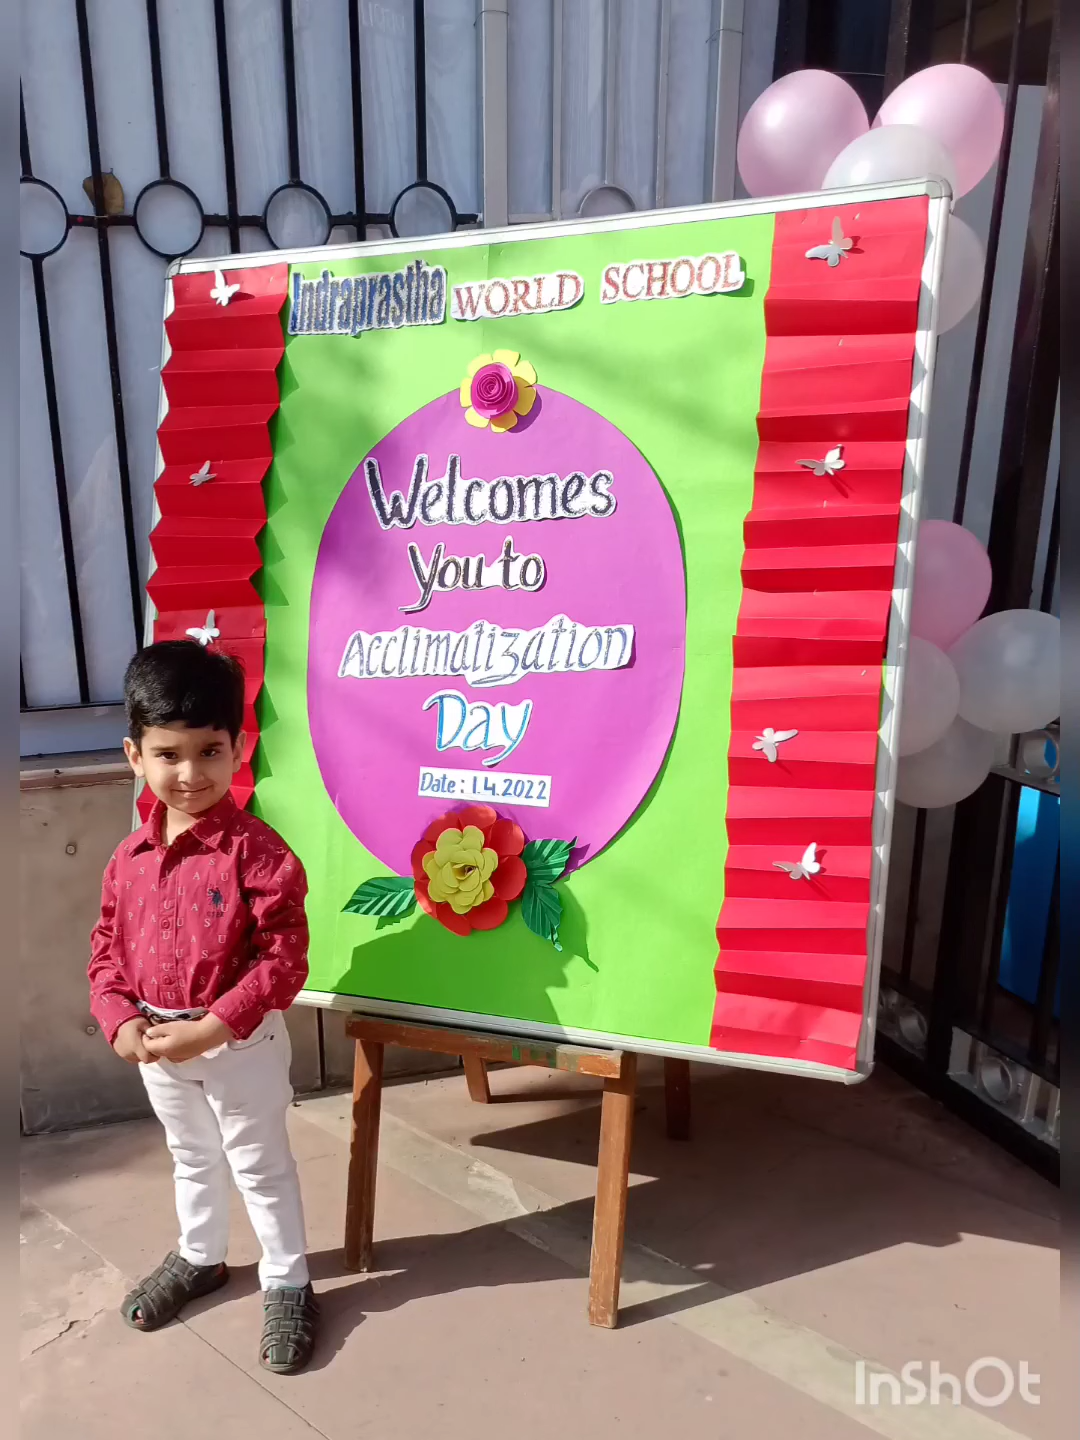 Indraprastha WORLD SCHOOL
Welcomes
You to
Acclimatization
Day
Date : 1.4.2022
InShOt